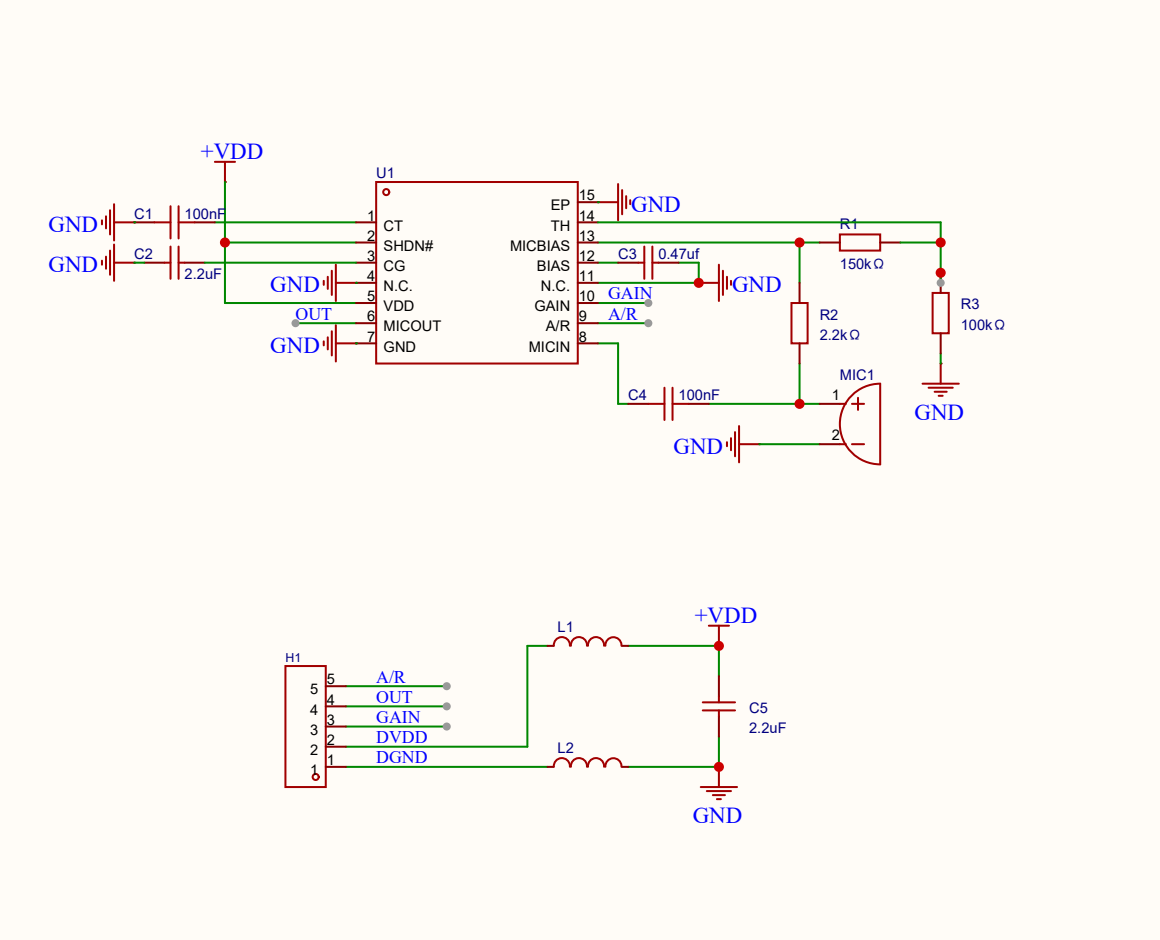 +VDD
U1
GND C1 100nF
GND C2 2.2uF
1 CT
2 SHDN#
3 CG
GND 4 N.C.
5 VDD
OUT 6 MICOUT
GND 7 GND
EP 15 GND
TH 14
MICBIAS 13
BIAS 12 C3 0.47uf
N.C. 11 GND
GAIN 10 GAIN
A/R 9 A/R
MICIN 8
R1
150kΩ
R2
2.2kΩ
R3
100kΩ
GND
C4 100nF
MIC1
1
2
GND
H1
5 5 A/R
4 4 OUT
3 3 GAIN
2 2 DVDD
1 1 DGND
L1
L2
+VDD
C5
2.2uF
GND